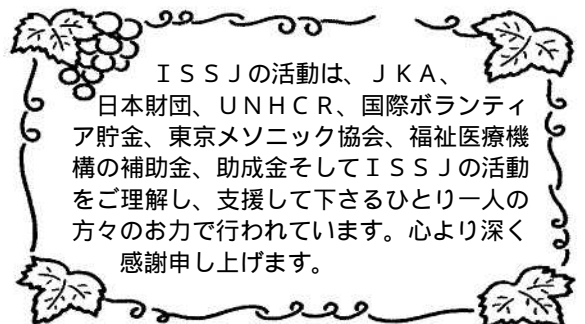 ＩＳＳＪの活動は、ＪＫＡ、
日本財団、ＵＮＨＣＲ、国際ボランティ
ア貯金、東京メソニック協会、福祉医療機
構の補助金、助成金そしてＩＳＳＪの活動
をご理解し、支援して下さるひとり一人の
方々のお力で行われています。心より深く
感謝申し上げます。